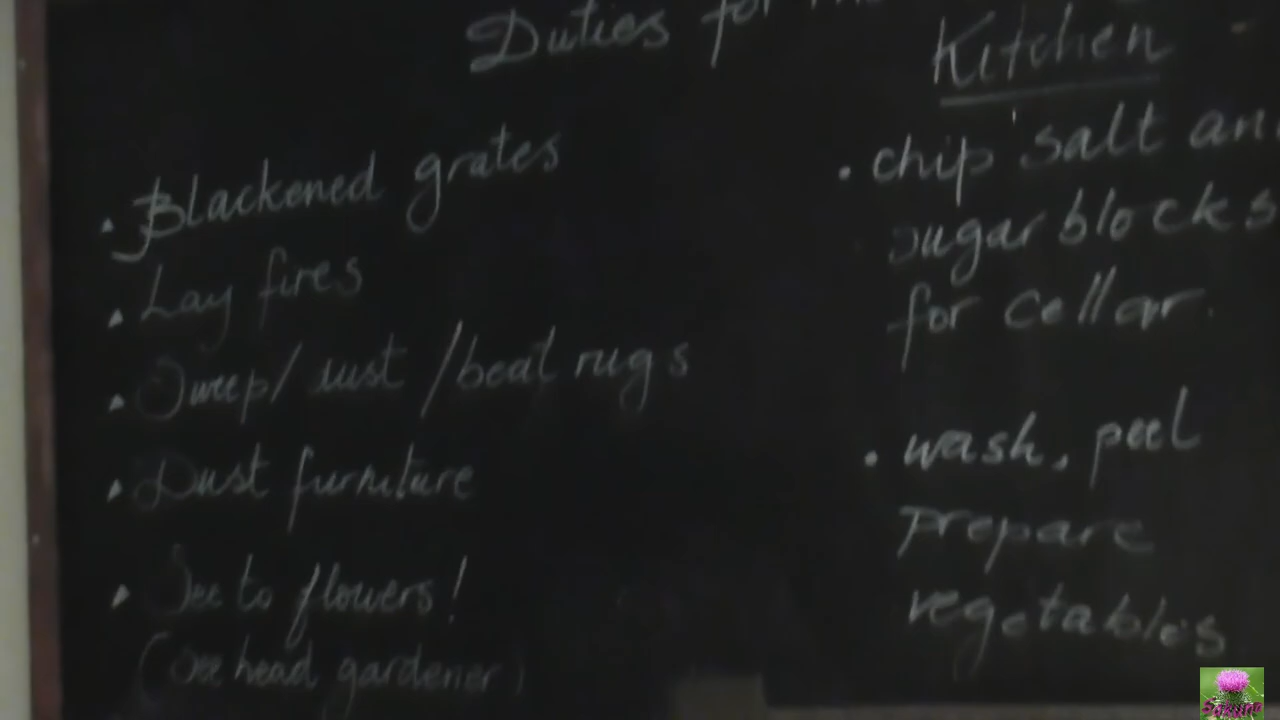 Duties for
• Blackened grates
• Lay fires
• Sweep/ dust /beat rugs
• Dust furniture
• See to flowers!
(see head gardener)
Kitchen -
• chip salt an
sugar blocks
for cellar.
• wash, peel
prepare
vegetables